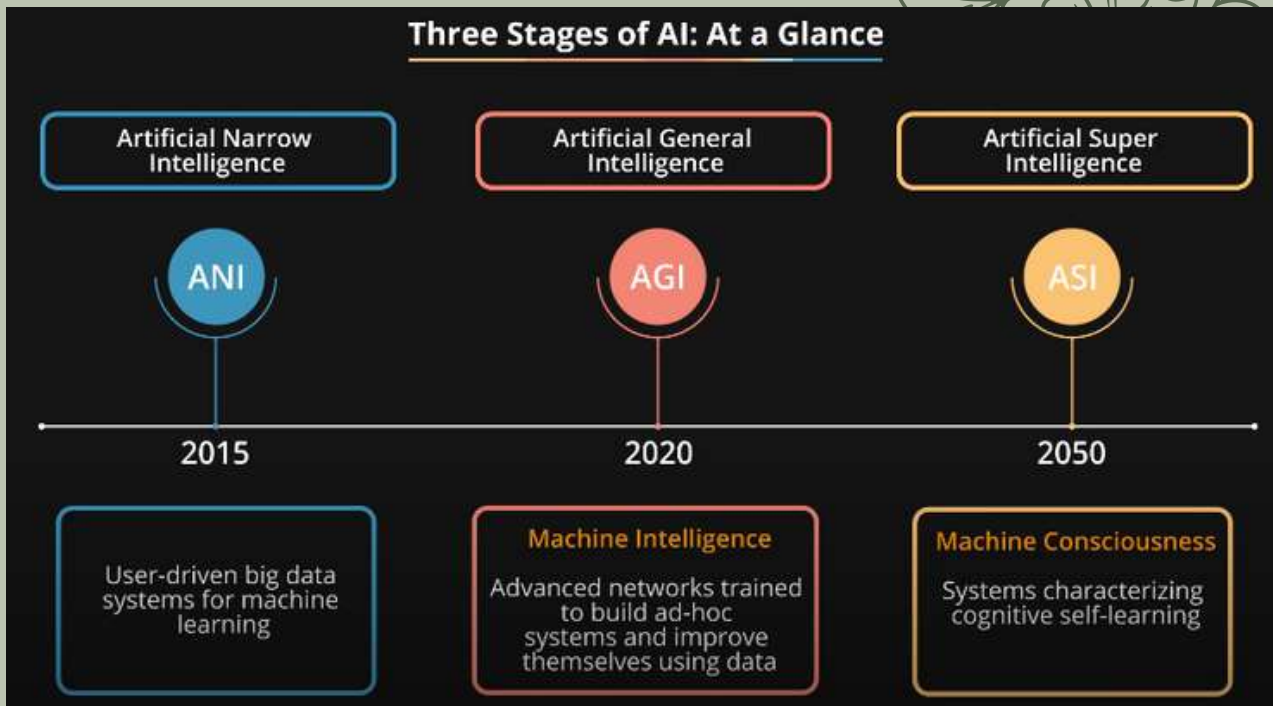 Three Stages of AI: At a Glance
Artificial Narrow
Intelligence
Artificial General
Intelligence
Artificial Super
Intelligence
ANI
AGI
ASI
2015
2020
2050
User-driven big data
systems for machine
learning
Machine Intelligence
Advanced networks trained
to build ad-hoc
systems and improve
themselves using data
Machine Consciousness
Systems characterizing
cognitive self-learning